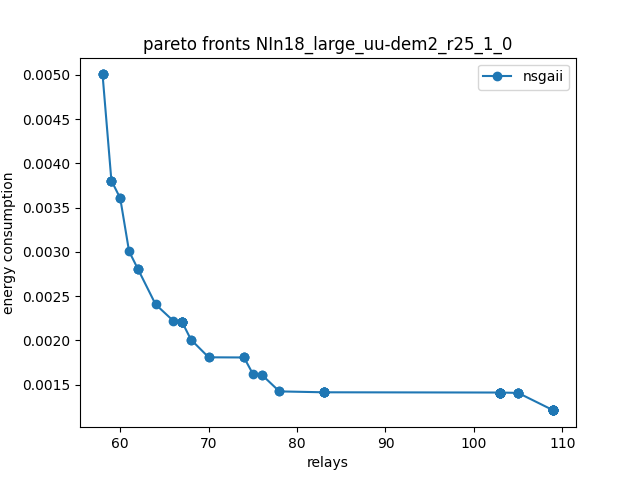 pareto fronts NIn18_large_uu-dem2_r25_1_0
nsgaii
energy consumption
0.0050
0.0045
0.0040
0.0035
0.0030
0.0025
0.0020
0.0015
60 70 80 90 100 110
relays